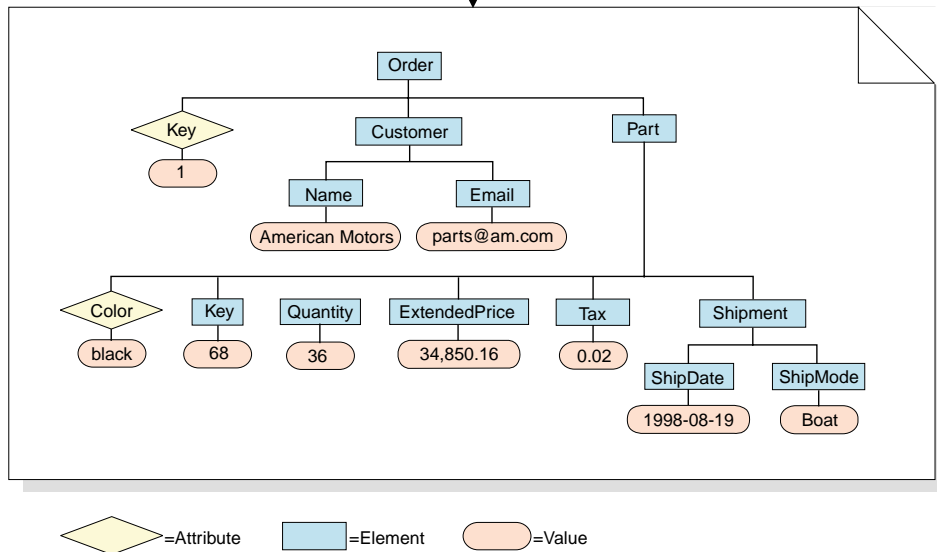 Order
Key
Customer
Part
1
Name
Email
American Motors
parts@am.com
Color
Key
Quantity
ExtendedPrice
Tax
Shipment
black
68
36
34,850.16
0.02
ShipDate
ShipMode
1998-08-19
Boat
=Attribute
=Element
=Value